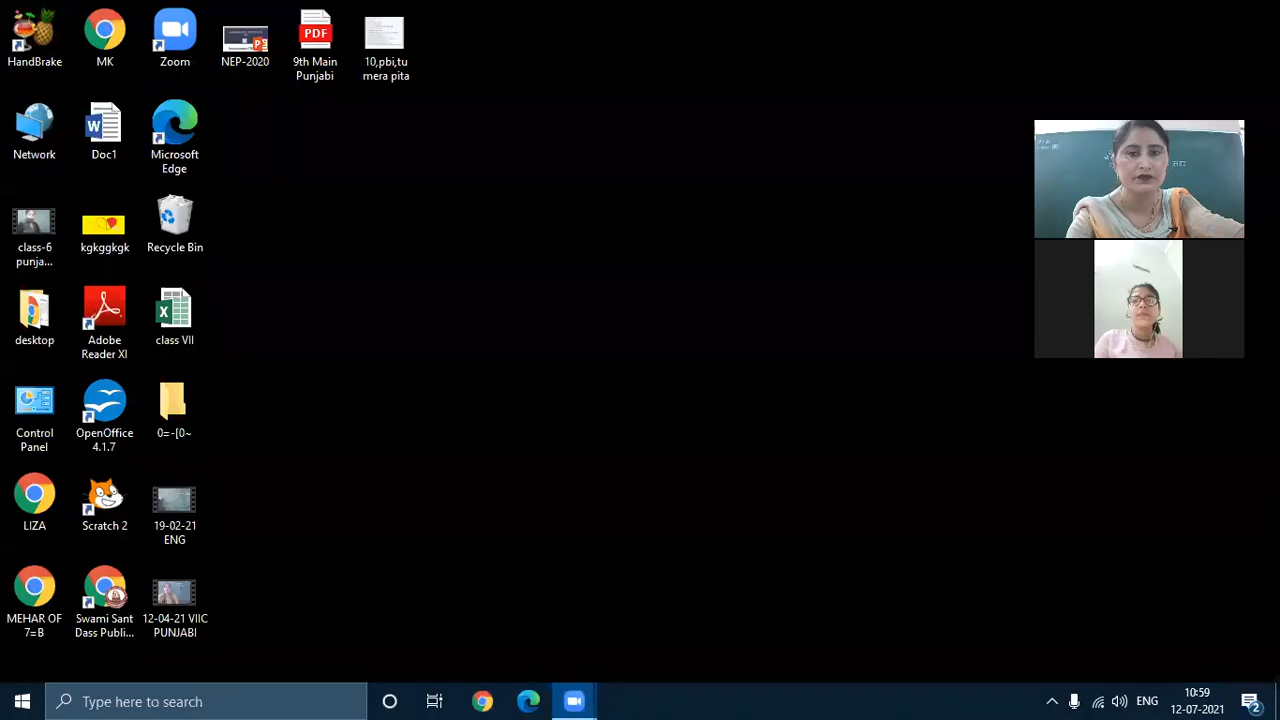 HandBrake
MK
Zoom
NEP-2020
9th Main
Punjabi
10,pbi,tu
mera pita
Network
Doc1
Microsoft
Edge
class-6
punja...
kgkggkgk
Recycle Bin
desktop
Adobe
Reader XI
class VII
Control
Panel
OpenOffice
4.1.7
0=-[0~
LIZA
Scratch 2
19-02-21
ENG
MEHAR OF
7=B
Swami Sant
Dass Publi...
12-04-21 VIIC
PUNJABI
PDF
Type here to search
ENG
10:59
12-07-2021
2